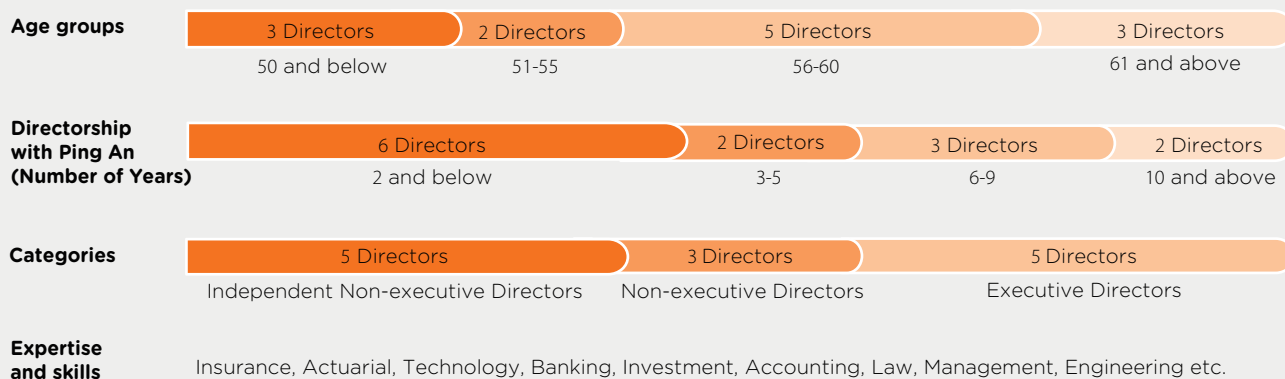 Age groups
3 Directors 2 Directors 5 Directors 3 Directors
50 and below 51-55 56-60 61 and above
Directorship
with Ping An
(Number of Years)
6 Directors 2 Directors 3 Directors 2 Directors
2 and below 3-5 6-9 10 and above
Categories
5 Directors 3 Directors 5 Directors
Independent Non-executive Directors Non-executive Directors Executive Directors
Expertise
and skills
Insurance, Actuarial, Technology, Banking, Investment, Accounting, Law, Management, Engineering etc.